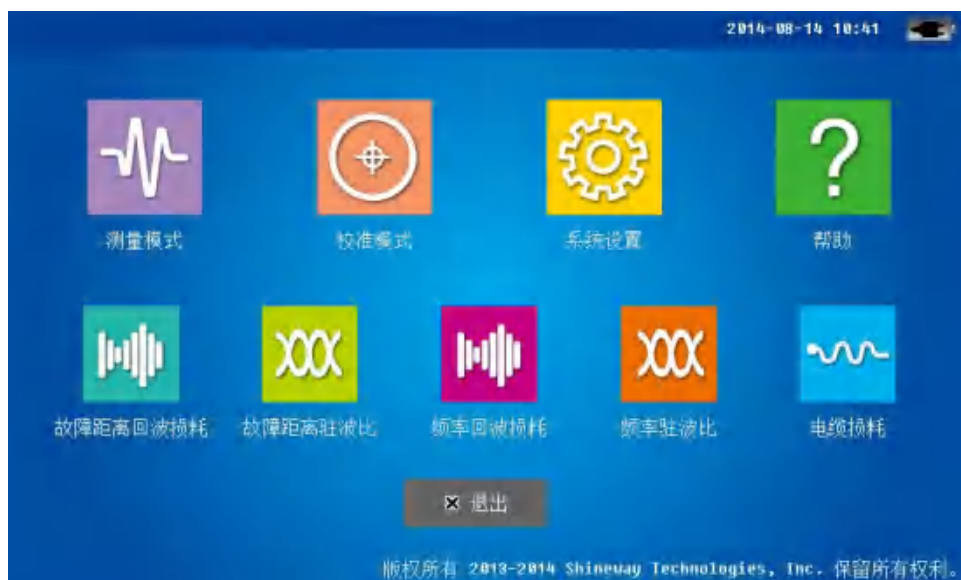 2014-08-14 10:41
测量模式 校准模式 系统设置 帮助
故障距离回波损耗 故障距离驻波比 频率回波损耗 频率驻波比 电缆损耗
退出
版权所有 2013-2014 Shineway Technologies, Inc. 保留所有权利。